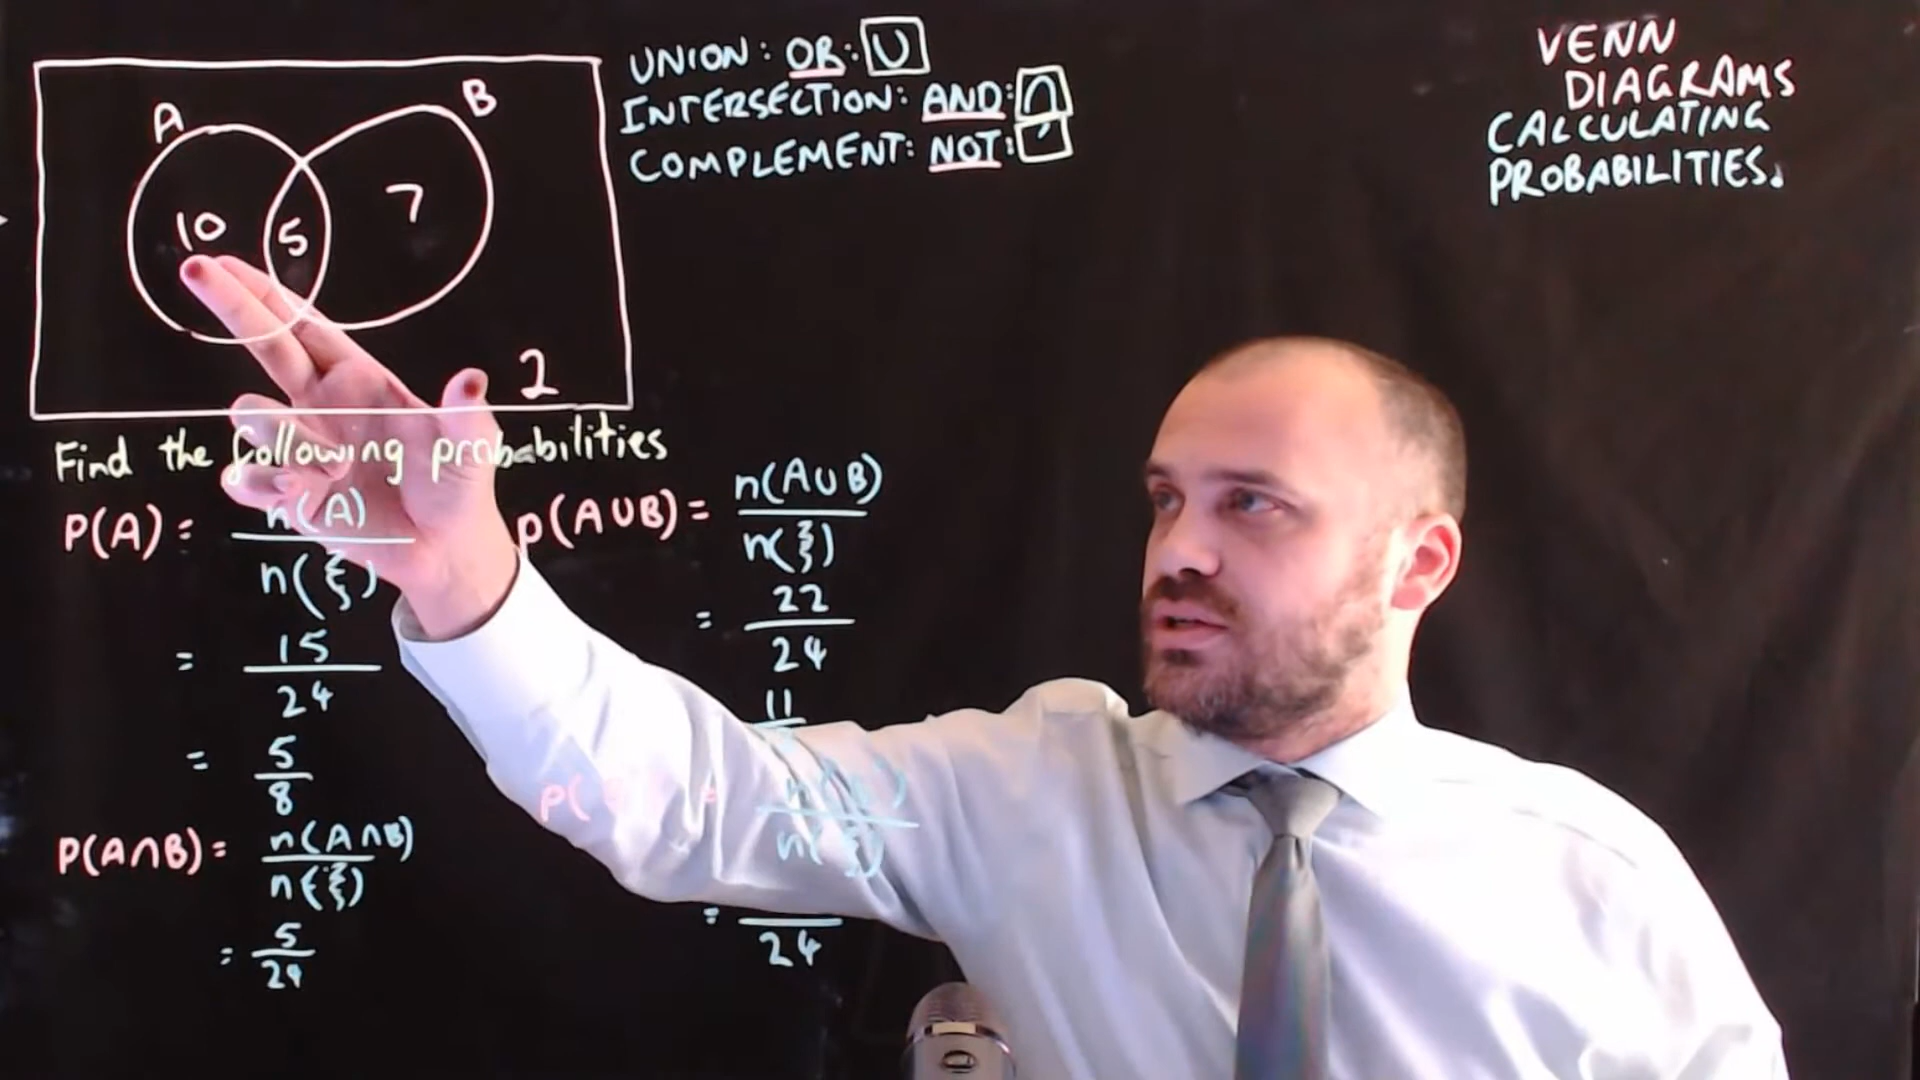 A
B
10
5
7
2
UNION: OR: ∪
INTERSECTION: AND: ∩
COMPLEMENT: NOT: '
VENN
DIAGRAMS
CALCULATING
PROBABILITIES.
Find the following probabilities
P(A) = n(A)
n(ξ)
= 15
24
= 5
8
P(A∩B) = n(A∩B)
n(ξ)
= 5
24
p(A∪B) = n(A∪B)
n(ξ)
= 22
24
11
p( =
n(ξ)
=
24